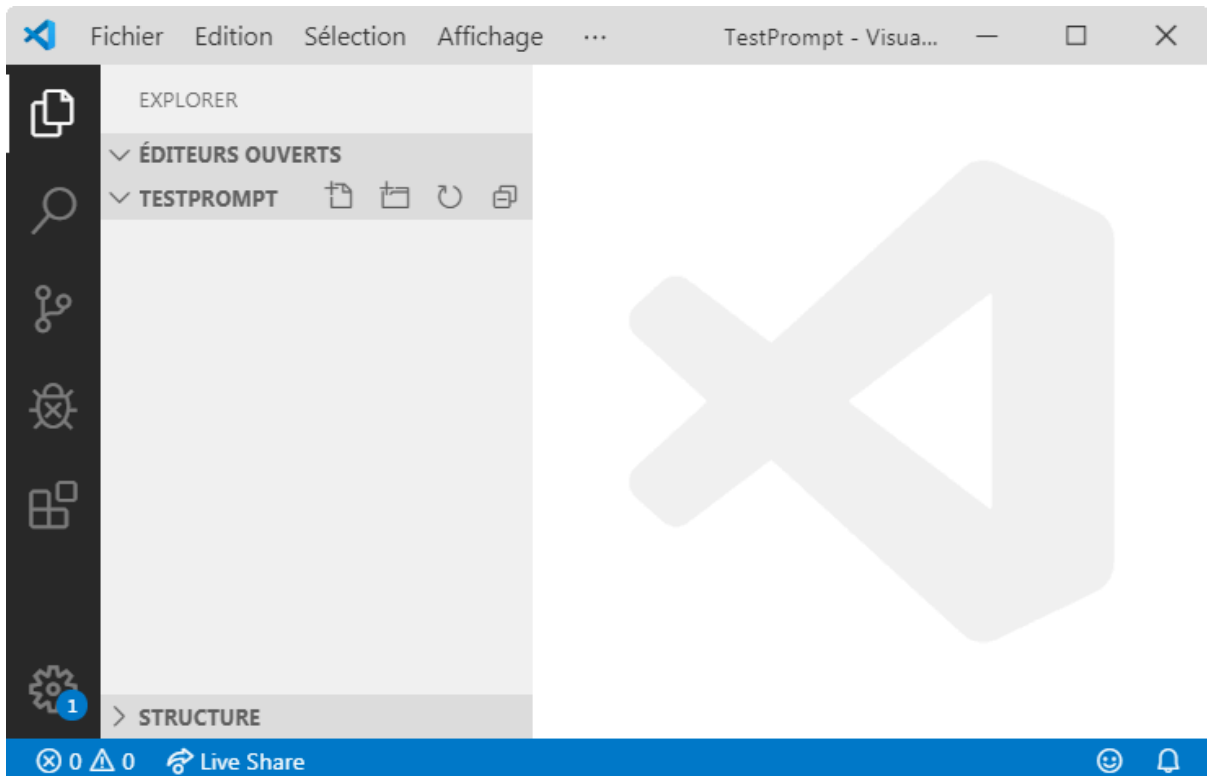 Fichier Edition Sélection Affichage ... TestPrompt - Visua...
EXPLORER
ÉDITEURS OUVERTS
TESTPROMPT
1
STRUCTURE
0 0 Live Share